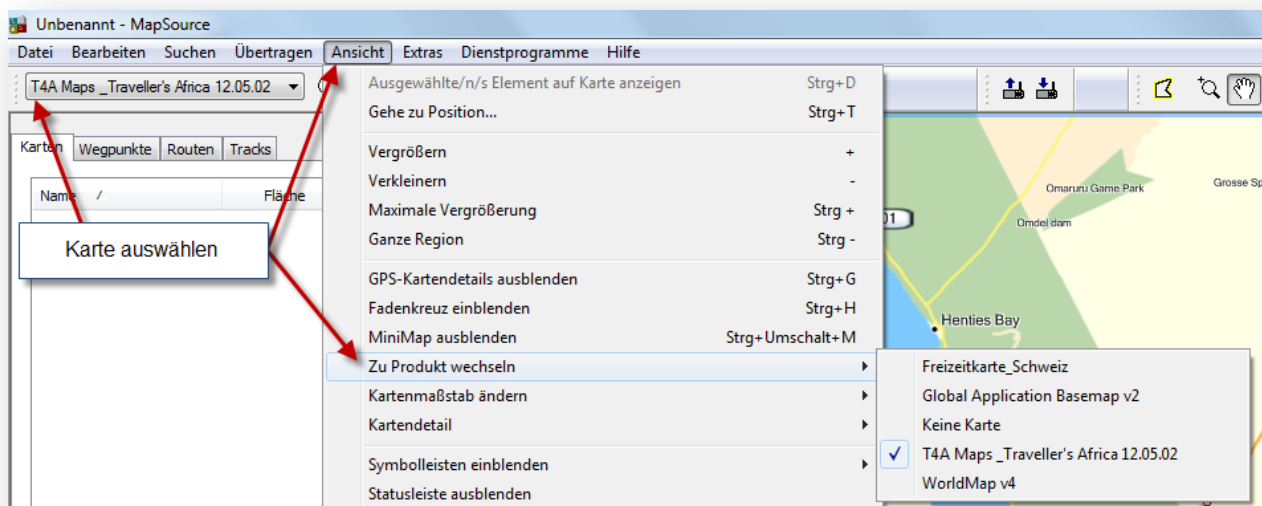 Unbenannt - MapSource
Datei Bearbeiten Suchen Übertragen Ansicht Extras Dienstprogramme Hilfe
T4A Maps _Traveller's Africa 12.05.02
Karten Wegpunkte Routen Tracks
Name / Fläche
Karte auswählen
Ausgewählte/n/s Element auf Karte anzeigen Strg+D
Gehe zu Position... Strg+T
Vergrößern +
Verkleinern -
Maximale Vergrößerung Strg +
Ganze Region Strg -
GPS-Kartendetails ausblenden Strg+G
Fadenkreuz einblenden Strg+H
MiniMap ausblenden Strg+Umschalt+M
Zu Produkt wechseln
Kartenmaßstab ändern
Kartendetail
Symbolleisten einblenden
Statusleiste ausblenden
Freizeitkarte_Schweiz
Global Application Basemap v2
Keine Karte
T4A Maps _Traveller's Africa 12.05.02
WorldMap v4
Omaruru Game Park
Grosse Sp
Omdel dam
01
Henties Bay